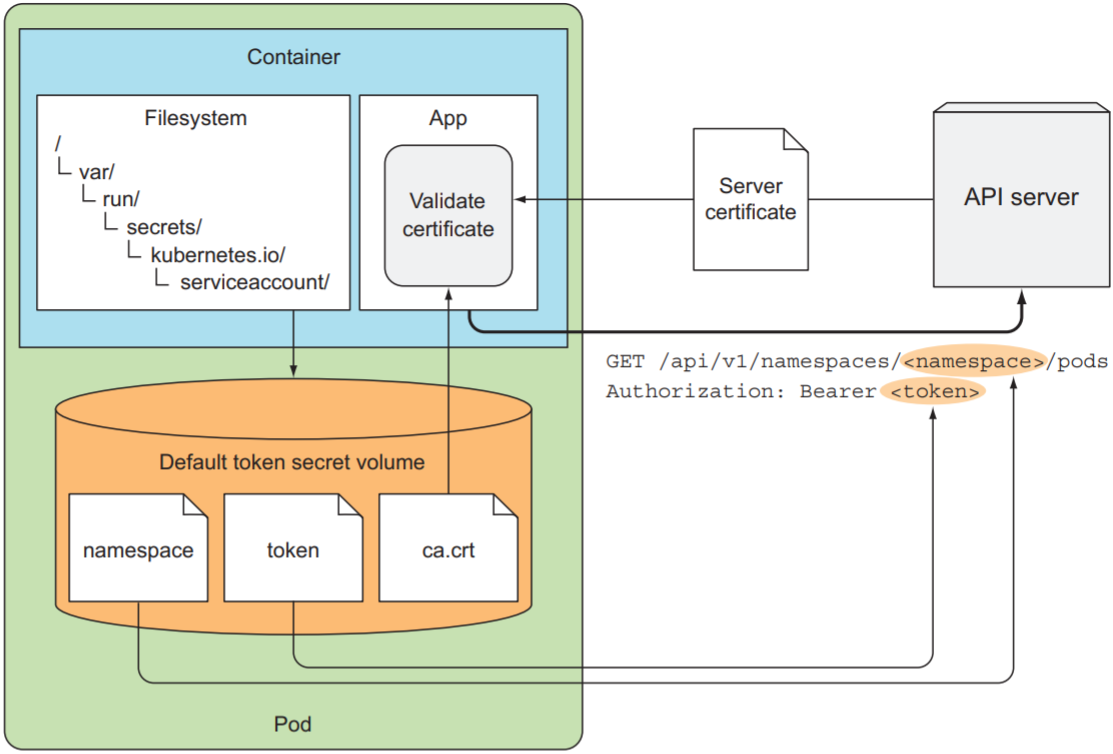 Container
Filesystem
/
var/
run/
secrets/
kubernetes.io/
serviceaccount/
App
Validate
certificate
Server
certificate
API server
GET /api/v1/namespaces/<namespace>/pods
Authorization: Bearer <token>
Default token secret volume
namespace
token
ca.crt
Pod